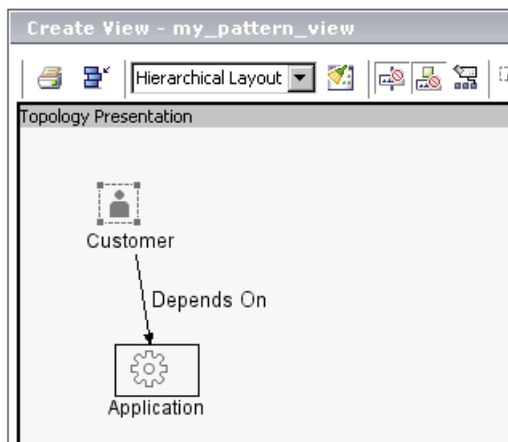 Create View - my_pattern_view
Hierarchical Layout
Topology Presentation
Customer
Depends On
Application